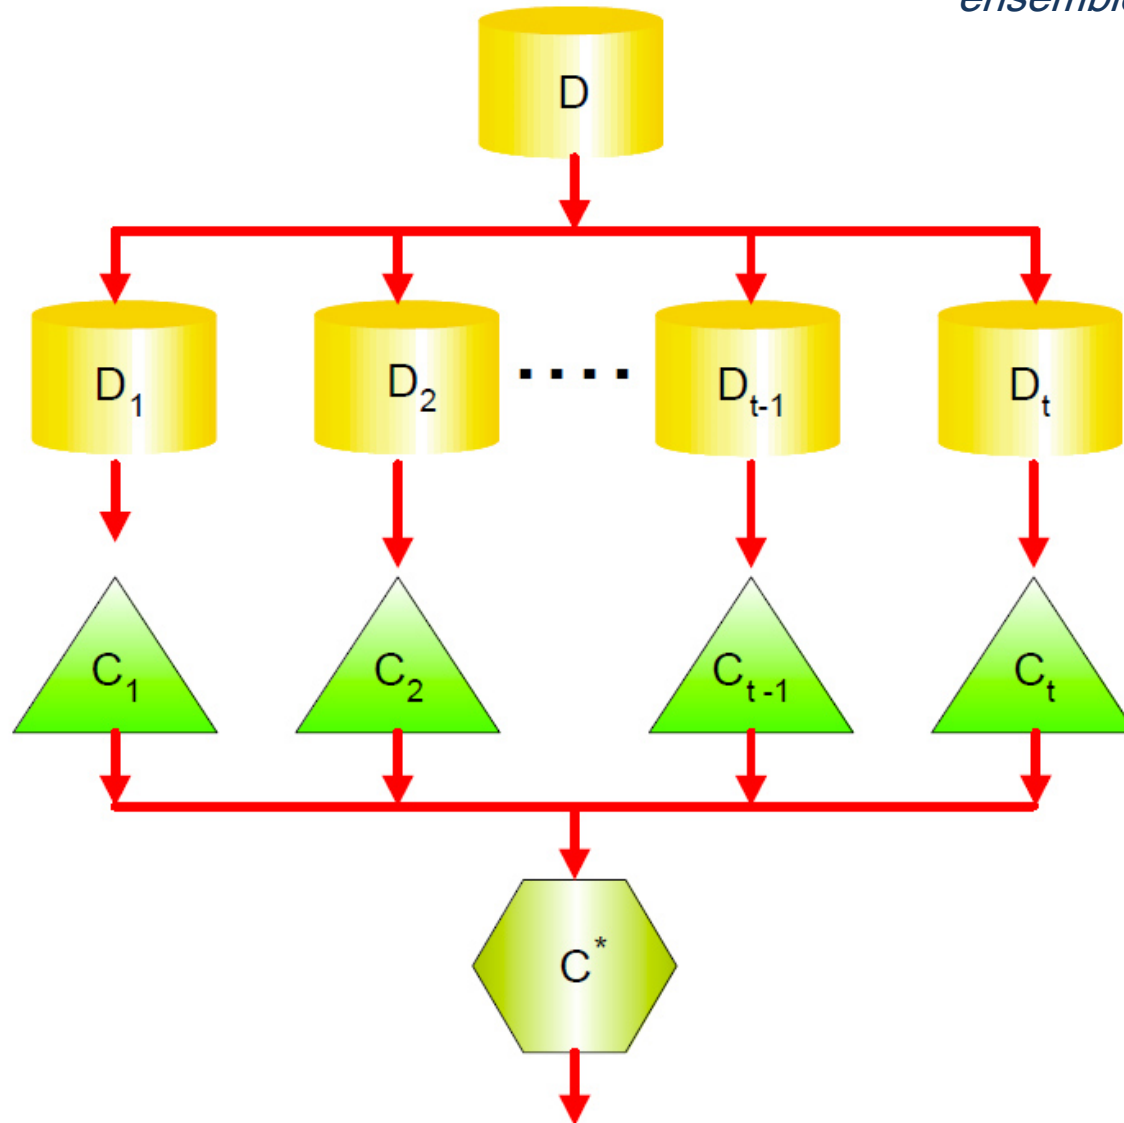 D
D₁ D₂ .... Dₜ₋₁ Dₜ
C₁ C₂ Cₜ₋₁ Cₜ
C*